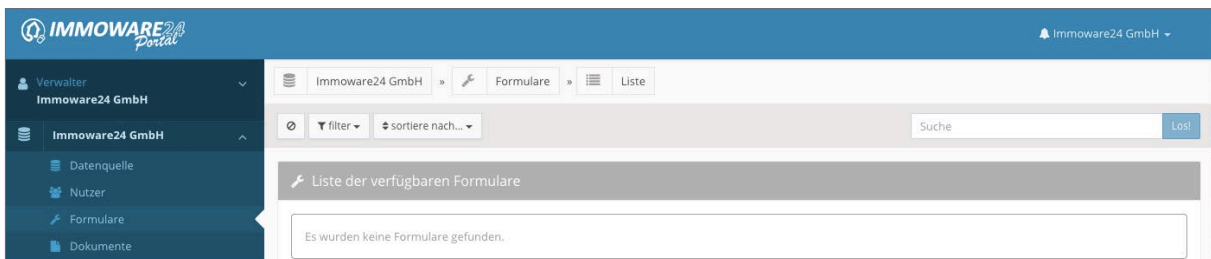 IMMOWARE24
Portal
Immoware24 GmbH
Verwalter
Immoware24 GmbH
Immoware24 GmbH » Formulare » Liste
Immoware24 GmbH
filter sortiere nach... Suche Los!
Datenquelle
Nutzer
Formulare
Dokumente
Liste der verfügbaren Formulare
Es wurden keine Formulare gefunden.